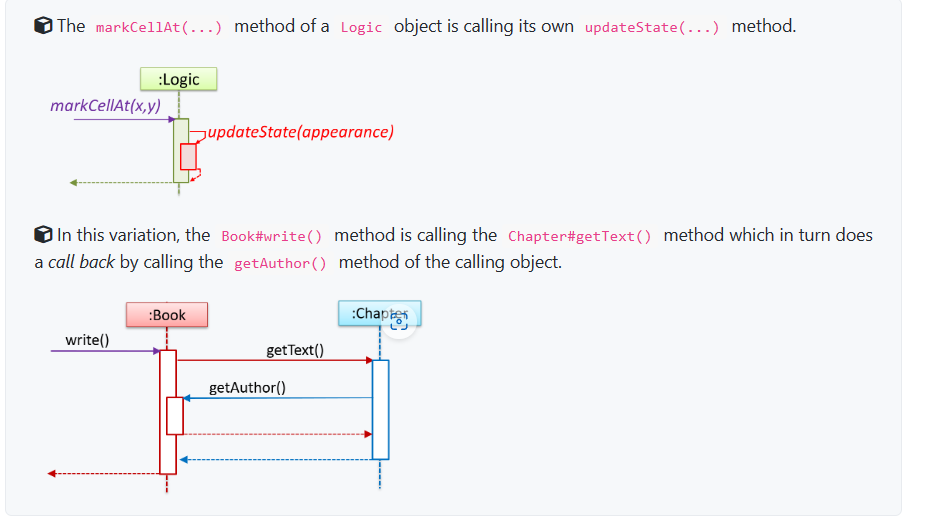 The markCellAt(...) method of a Logic object is calling its own updateState(...) method.
:Logic
markCellAt(x,y)
updateState(appearance)
In this variation, the Book#write() method is calling the Chapter#getText() method which in turn does
a call back by calling the getAuthor() method of the calling object.
:Book
:Chapter
write()
getText()
getAuthor()